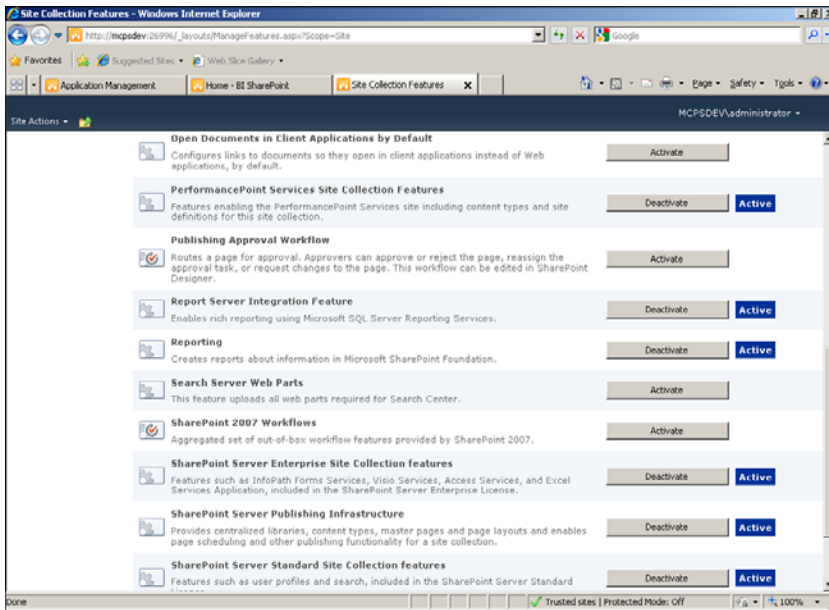 Site Collection Features - Windows Internet Explorer
http://mcpsdev:26996/_layouts/ManageFeatures.aspx?Scope=Site
Google
Favorites
Suggested Sites
Web Slice Gallery
Application Management
Home - BI SharePoint
Site Collection Features
X
Page
Safety
Tools
Site Actions
MCPSDEV\administrator
Open Documents in Client Applications by Default
Configures links to documents so they open in client applications instead of Web
applications, by default.
Activate
PerformancePoint Services Site Collection Features
Features enabling the PerformancePoint Services site including content types and site
definitions for this site collection.
Deactivate
Active
Publishing Approval Workflow
Routes a page for approval. Approvers can approve or reject the page, reassign the
approval task, or request changes to the page. This workflow can be edited in SharePoint
Designer.
Activate
Report Server Integration Feature
Enables rich reporting using Microsoft SQL Server Reporting Services.
Deactivate
Active
Reporting
Creates reports about information in Microsoft SharePoint Foundation.
Deactivate
Active
Search Server Web Parts
This feature uploads all web parts required for Search Center.
Activate
SharePoint 2007 Workflows
Aggregated set of out-of-box workflow features provided by SharePoint 2007.
Activate
SharePoint Server Enterprise Site Collection features
Features such as InfoPath Forms Services, Visio Services, Access Services, and Excel
Services Application, included in the SharePoint Server Enterprise License.
Deactivate
Active
SharePoint Server Publishing Infrastructure
Provides centralized libraries, content types, master pages and page layouts and enables
page scheduling and other publishing functionality for a site collection.
Deactivate
Active
SharePoint Server Standard Site Collection features
Features such as user profiles and search, included in the SharePoint Server Standard
Deactivate
Active
Done
Trusted sites | Protected Mode: Off
100%